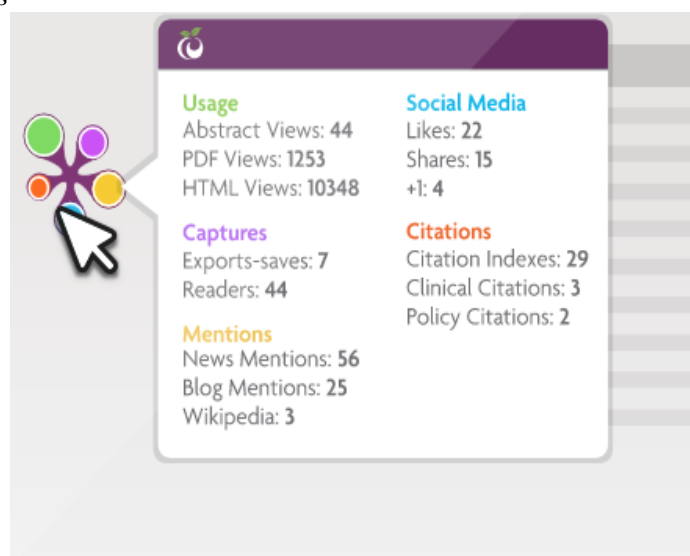 Usage
Abstract Views: 44
PDF Views: 1253
HTML Views: 10348
Captures
Exports-saves: 7
Readers: 44
Mentions
News Mentions: 56
Blog Mentions: 25
Wikipedia: 3
Social Media
Likes: 22
Shares: 15
+1: 4
Citations
Citation Indexes: 29
Clinical Citations: 3
Policy Citations: 2